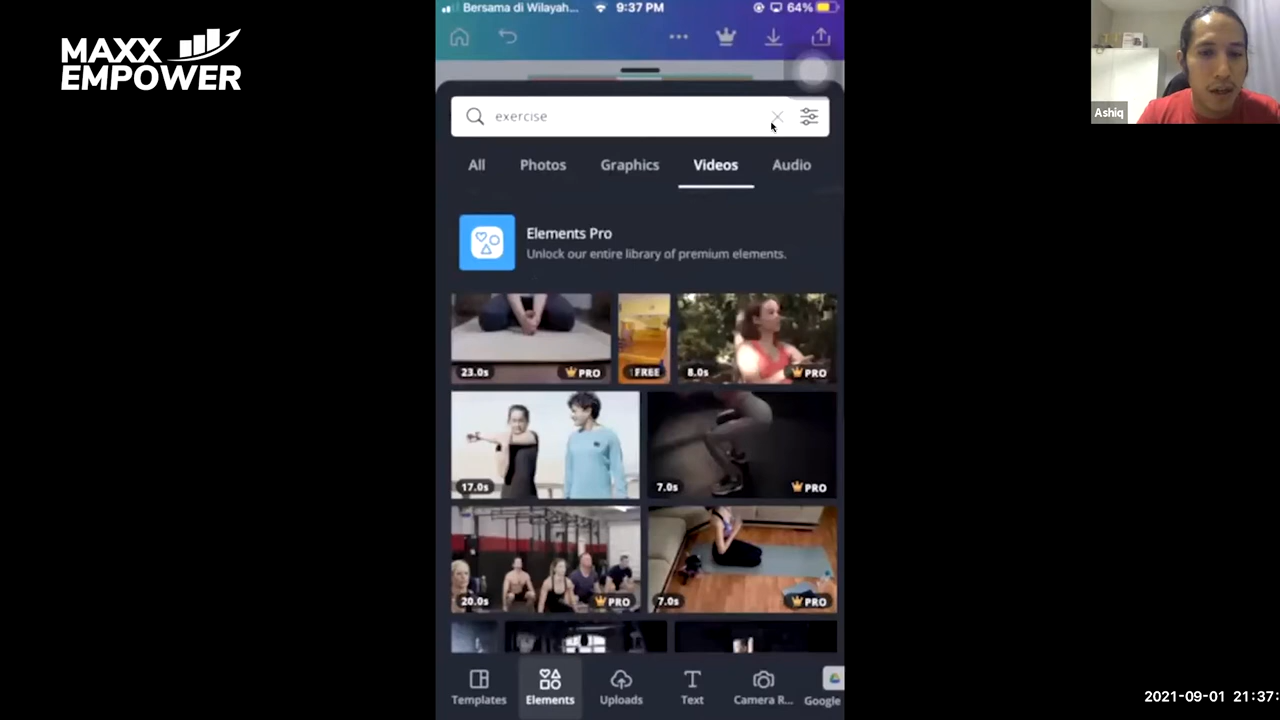 MAXX
EMPOWER
Bersama di Wilayah...
9:37 PM
64%
exercise
All
Photos
Graphics
Videos
Audio
Elements Pro
Unlock our entire library of premium elements.
23.0s
PRO
FREE
8.0s
PRO
17.0s
7.0s
PRO
20.0s
PRO
7.0s
PRO
Templates
Elements
Uploads
Text
Camera R...
Google
Ashiq
2021-09-01 21:37: